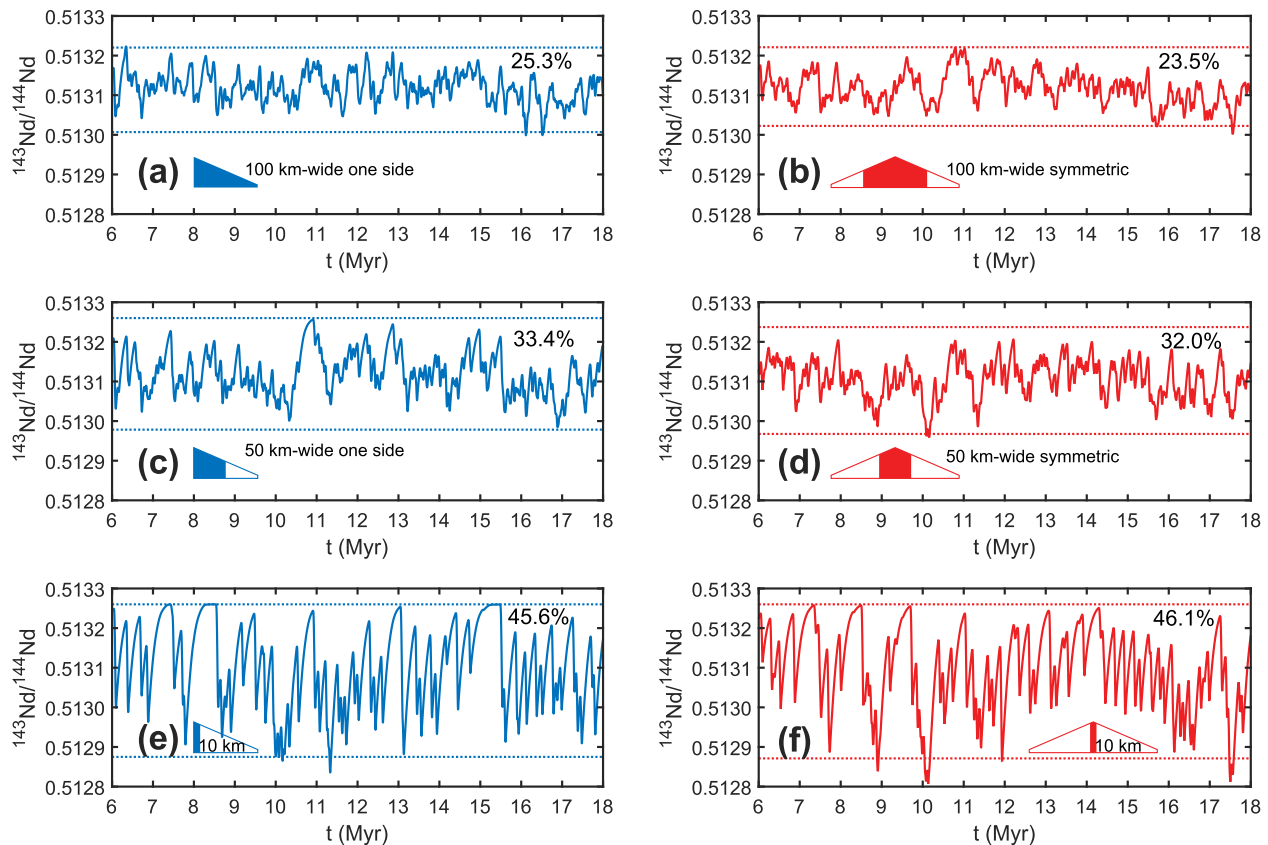 0.5133
0.5132
0.5131
0.5130
0.5129
0.5128
143Nd/144Nd
25.3%
(a)
100 km-wide one side
6 7 8 9 10 11 12 13 14 15 16 17 18
t (Myr)
0.5133
0.5132
0.5131
0.5130
0.5129
0.5128
143Nd/144Nd
23.5%
(b)
100 km-wide symmetric
6 7 8 9 10 11 12 13 14 15 16 17 18
t (Myr)
0.5133
0.5132
0.5131
0.5130
0.5129
0.5128
143Nd/144Nd
33.4%
(c)
50 km-wide one side
6 7 8 9 10 11 12 13 14 15 16 17 18
t (Myr)
0.5133
0.5132
0.5131
0.5130
0.5129
0.5128
143Nd/144Nd
32.0%
(d)
50 km-wide symmetric
6 7 8 9 10 11 12 13 14 15 16 17 18
t (Myr)
0.5133
0.5132
0.5131
0.5130
0.5129
0.5128
143Nd/144Nd
45.6%
(e)
10 km
6 7 8 9 10 11 12 13 14 15 16 17 18
t (Myr)
0.5133
0.5132
0.5131
0.5130
0.5129
0.5128
143Nd/144Nd
46.1%
(f)
10 km
6 7 8 9 10 11 12 13 14 15 16 17 18
t (Myr)